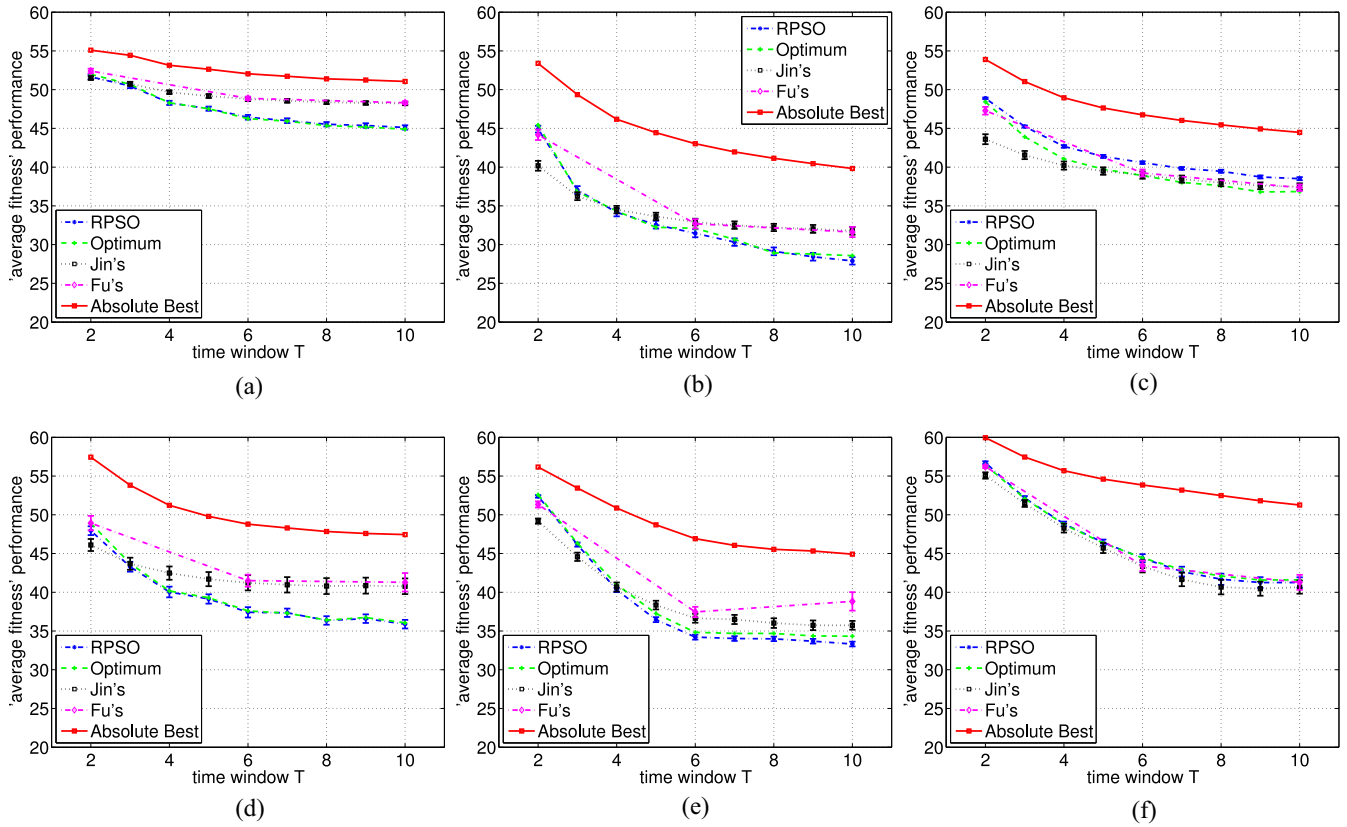 60
55
50
45
40
35
30
25
20
'average fitness' performance
RPSO
Optimum
Jin's
Fu's
Absolute Best
2 4 6 8 10
time window T
(a)
60
55
50
45
40
35
30
25
20
'average fitness' performance
RPSO
Optimum
Jin's
Fu's
Absolute Best
2 4 6 8 10
time window T
(b)
60
55
50
45
40
35
30
25
20
'average fitness' performance
RPSO
Optimum
Jin's
Fu's
Absolute Best
2 4 6 8 10
time window T
(c)
60
55
50
45
40
35
30
25
20
'average fitness' performance
RPSO
Optimum
Jin's
Fu's
Absolute Best
2 4 6 8 10
time window T
(d)
60
55
50
45
40
35
30
25
20
'average fitness' performance
RPSO
Optimum
Jin's
Fu's
Absolute Best
2 4 6 8 10
time window T
(e)
60
55
50
45
40
35
30
25
20
'average fitness' performance
RPSO
Optimum
Jin's
Fu's
Absolute Best
2 4 6 8 10
time window T
(f)